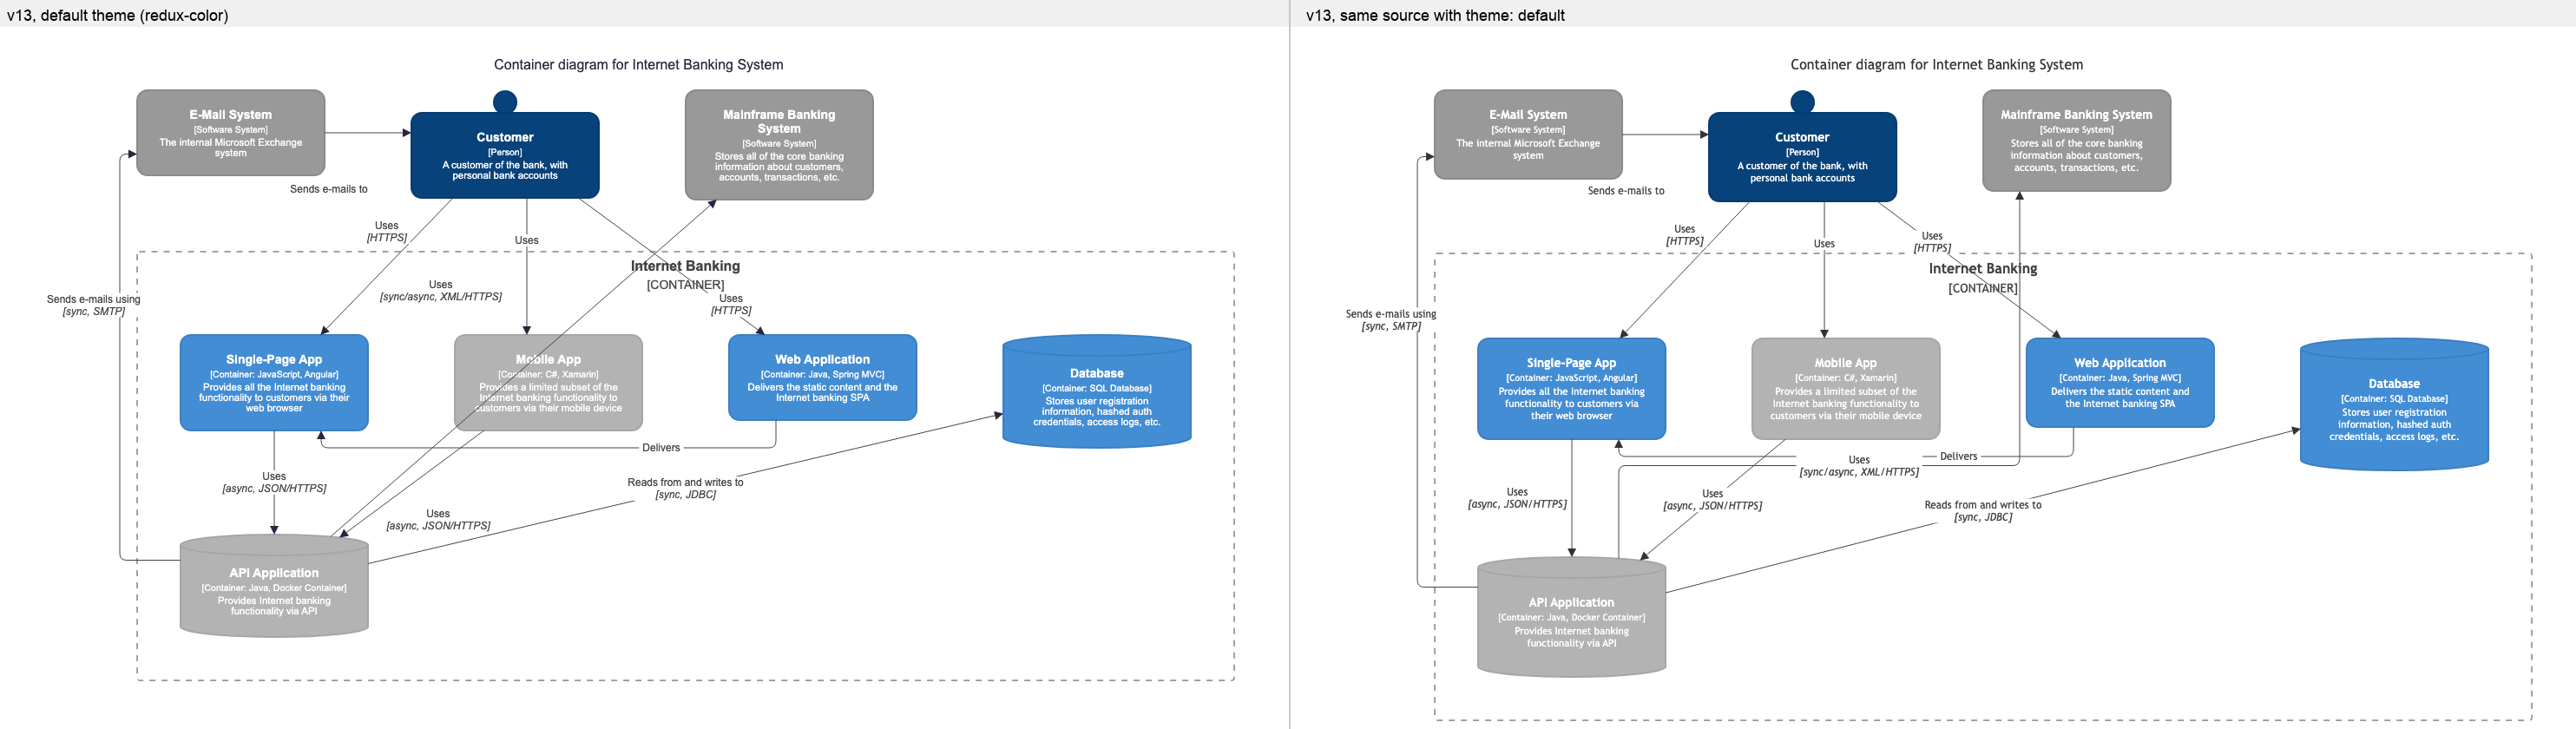 v13, default theme (redux-color)
Container diagram for Internet Banking System
E-Mail System
[Software System]
The internal Microsoft Exchange
system
Customer
[Person]
A customer of the bank, with
personal bank accounts
Mainframe Banking
System
[Software System]
Stores all of the core banking
information about customers,
accounts, transactions, etc.
Sends e-mails to
Uses
[HTTPS]
Uses
Internet Banking
[CONTAINER]
Uses
[sync/async, XML/HTTPS]
Uses
[HTTPS]
Sends e-mails using
[sync, SMTP]
Single-Page App
[Container: JavaScript, Angular]
Provides all the Internet banking
functionality to customers via their
web browser
Mobile App
[Container: C#, Xamarin]
Provides a limited subset of the
Internet banking functionality to
customers via their mobile device
Web Application
[Container: Java, Spring MVC]
Delivers the static content and the
Internet banking SPA
Database
[Container: SQL Database]
Stores user registration
information, hashed auth
credentials, access logs, etc.
Delivers
Uses
[async, JSON/HTTPS]
Reads from and writes to
[sync, JDBC]
Uses
[async, JSON/HTTPS]
API Application
[Container: Java, Docker Container]
Provides Internet banking
functionality via API
v13, same source with theme: default
Container diagram for Internet Banking System
E-Mail System
[Software System]
The internal Microsoft Exchange
system
Customer
[Person]
A customer of the bank, with
personal bank accounts
Mainframe Banking System
[Software System]
Stores all of the core banking
information about customers,
accounts, transactions, etc.
Sends e-mails to
Uses
[HTTPS]
Uses
Uses
[HTTPS]
Internet Banking
[CONTAINER]
Sends e-mails using
[sync, SMTP]
Single-Page App
[Container: JavaScript, Angular]
Provides all the Internet banking
functionality to customers via
their web browser
Mobile App
[Container: C#, Xamarin]
Provides a limited subset of the
Internet banking functionality to
customers via their mobile device
Web Application
[Container: Java, Spring MVC]
Delivers the static content and
the Internet banking SPA
Database
[Container: SQL Database]
Stores user registration
information, hashed auth
credentials, access logs, etc.
Delivers
Uses
[sync/async, XML/HTTPS]
Uses
[async, JSON/HTTPS]
Uses
[async, JSON/HTTPS]
Reads from and writes to
[sync, JDBC]
API Application
[Container: Java, Docker Container]
Provides Internet banking
functionality via API